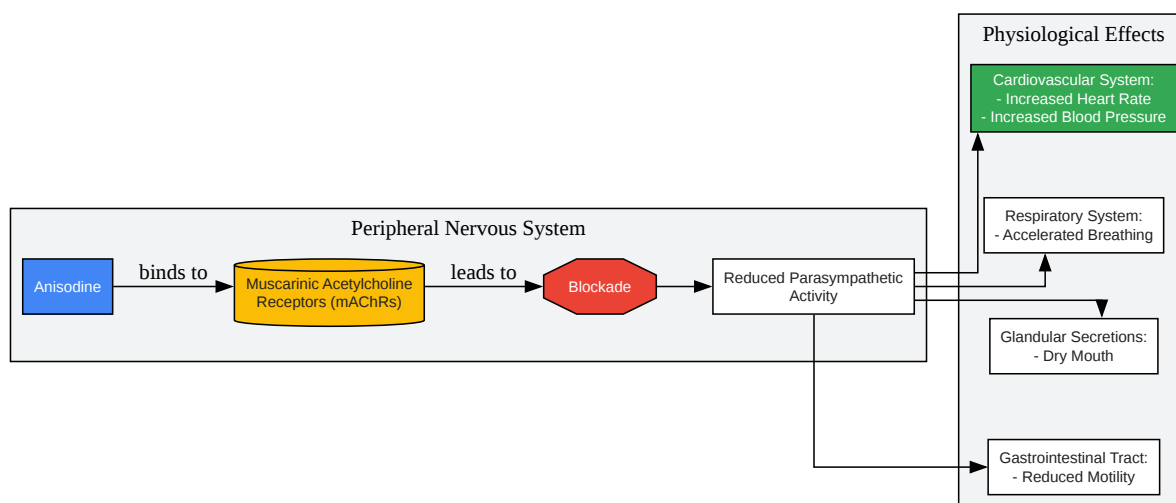 Physiological Effects
Cardiovascular System:
- Increased Heart Rate
- Increased Blood Pressure
Respiratory System:
- Accelerated Breathing
Peripheral Nervous System
Anisodine
binds to
Muscarinic Acetylcholine
Receptors (mAChRs)
leads to
Blockade
Reduced Parasympathetic
Activity
Glandular Secretions:
- Dry Mouth
Gastrointestinal Tract:
- Reduced Motility